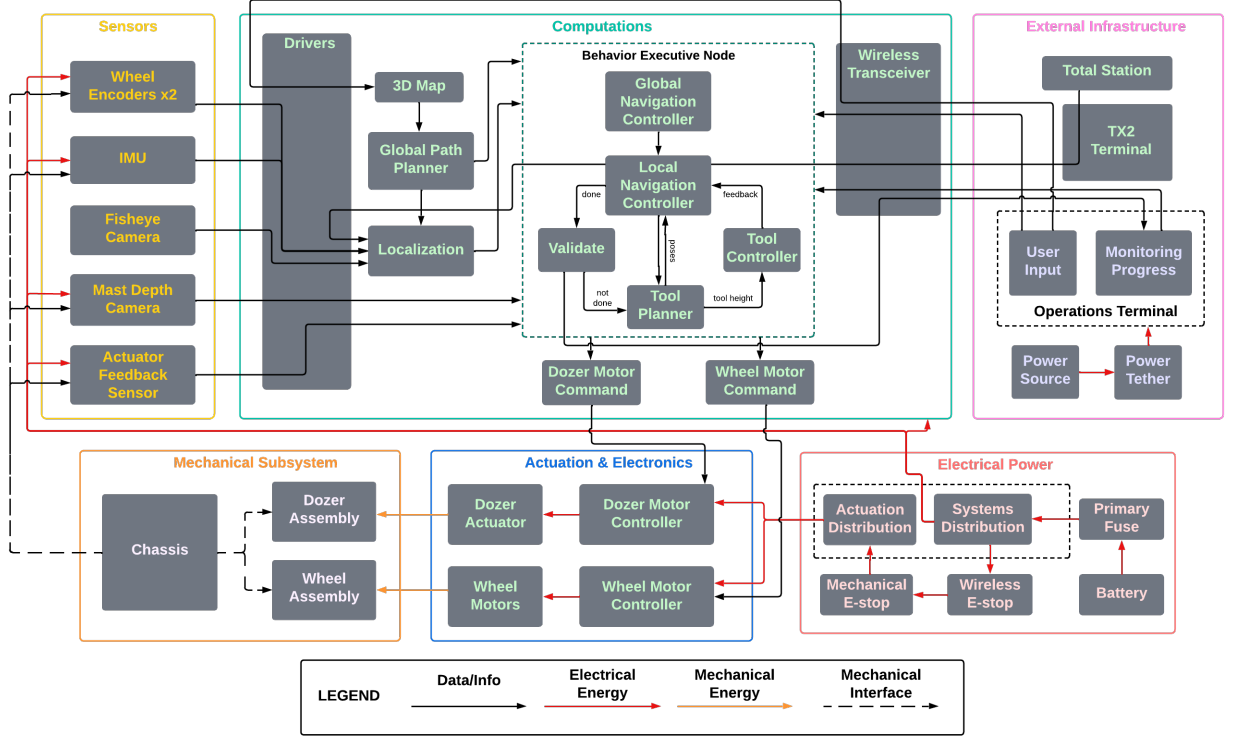 Sensors
Wheel
Encoders x2
IMU
Fisheye
Camera
Mast Depth
Camera
Actuator
Feedback
Sensor
Computations
Drivers
3D Map
Global Path
Planner
Localization
Behavior Executive Node
Global
Navigation
Controller
Local
Navigation
Controller
done
feedback
Validate
poses
Tool
Controller
not
done
Tool
Planner
tool height
Dozer Motor
Command
Wheel Motor
Command
Wireless
Transceiver
External Infrastructure
Total Station
TX2
Terminal
User
Input
Monitoring
Progress
Operations Terminal
Power
Source
Power
Tether
Mechanical Subsystem
Chassis
Dozer
Assembly
Wheel
Assembly
Actuation & Electronics
Dozer
Actuator
Dozer Motor
Controller
Wheel
Motors
Wheel Motor
Controller
Electrical Power
Actuation
Distribution
Systems
Distribution
Primary
Fuse
Mechanical
E-stop
Wireless
E-stop
Battery
LEGEND
Data/Info
Electrical
Energy
Mechanical
Energy
Mechanical
Interface